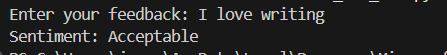 Enter your feedback: I love writing
Sentiment: Acceptable